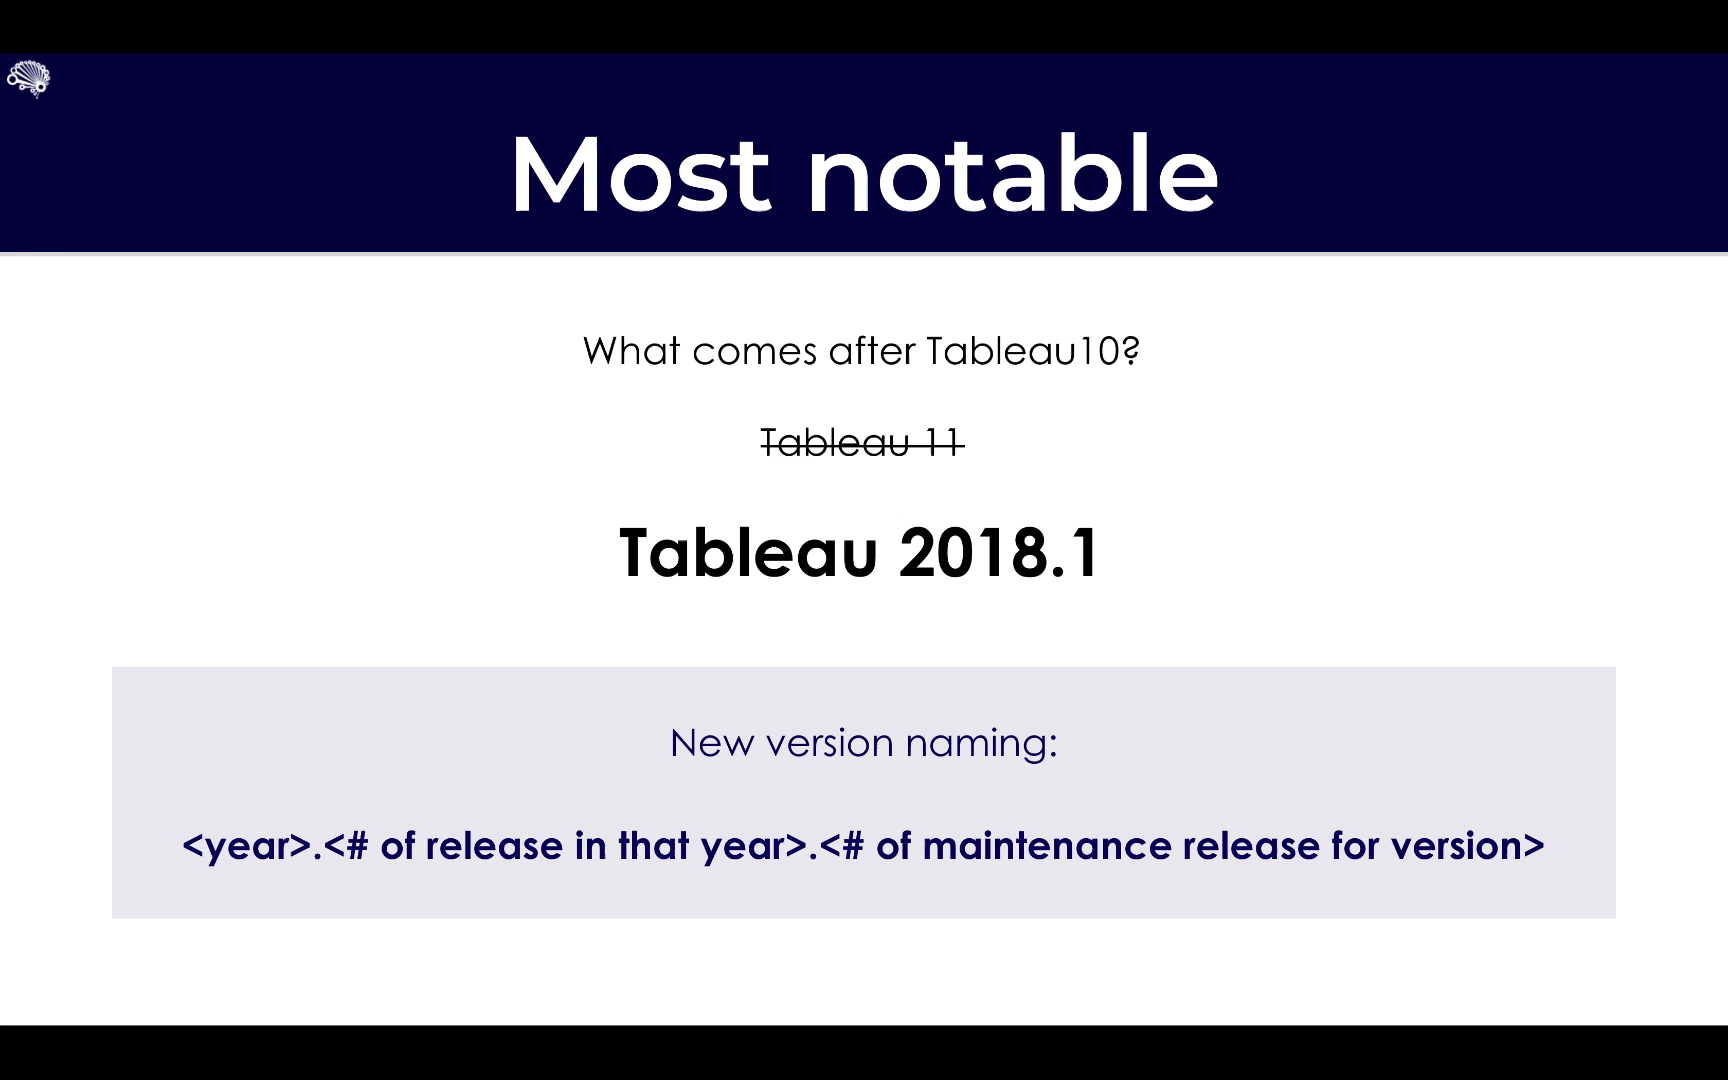 Most notable
What comes after Tableau10?
Tableau 11
Tableau 2018.1
New version naming:
<year>.<# of release in that year>.<# of maintenance release for version>